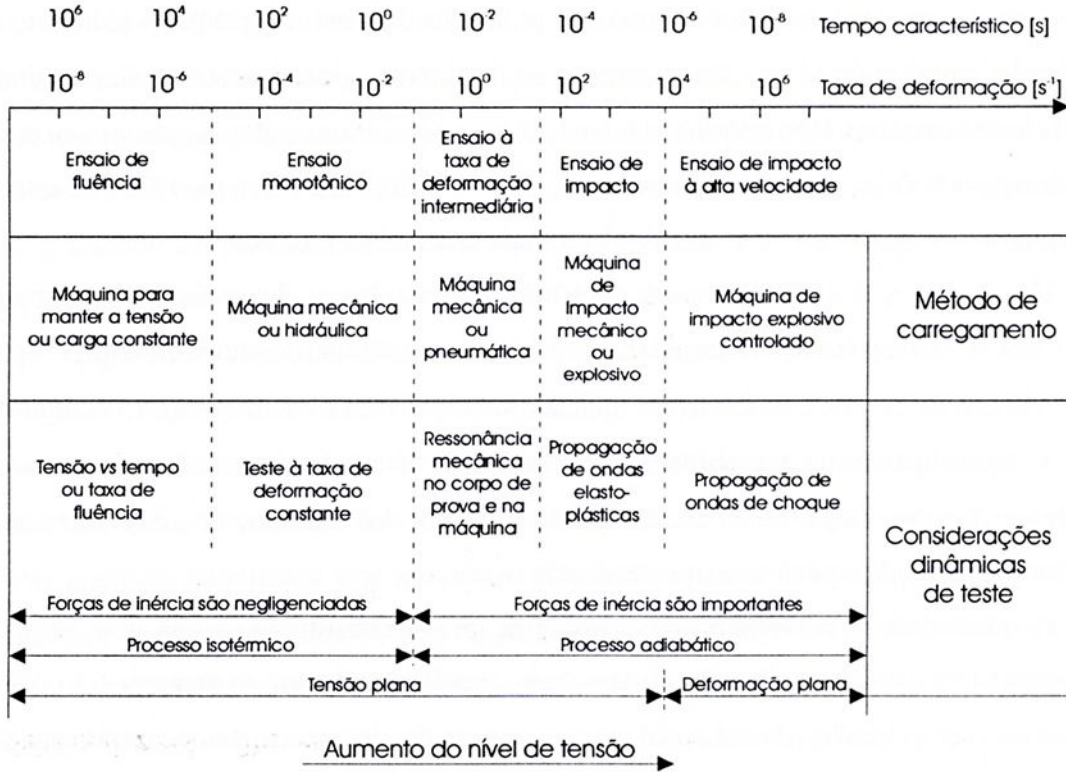 10⁶ 10⁴ 10² 10⁰ 10⁻² 10⁻⁴ 10⁻⁶ 10⁻⁸ Tempo característico [s]
10⁻⁸ 10⁻⁶ 10⁻⁴ 10⁻² 10⁰ 10² 10⁴ 10⁶ Taxa de deformação [s⁻¹]
Ensaio de
fluência
Ensaio
monotônico
Ensaio à
taxa de
deformação
intermediária
Ensaio de
impacto
Ensaio de impacto
à alta velocidade
Máquina para
manter a tensão
ou carga constante
Máquina mecânica
ou hidráulica
Máquina
mecânica
ou
pneumática
Máquina
de
Impacto
mecânico
ou
explosivo
Máquina de
impacto explosivo
controlado
Método de
carregamento
Tensão vs tempo
ou taxa de
fluência
Teste à taxa de
deformação
constante
Ressonância
mecânica
no corpo de
prova e na
máquina
Propagação
de ondas
elasto-
plásticas
Propagação de
ondas de choque
Considerações
dinâmicas
de teste
Forças de inércia são negligenciadas
Forças de inércia são importantes
Processo isotérmico
Processo adiabático
Tensão plana
Deformação plana
Aumento do nível de tensão